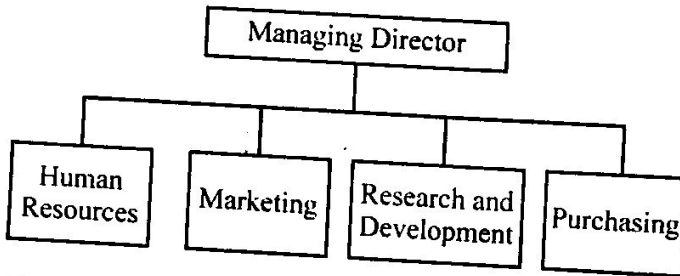 Managing Director
Human
Resources
Marketing
Research and
Development
Purchasing